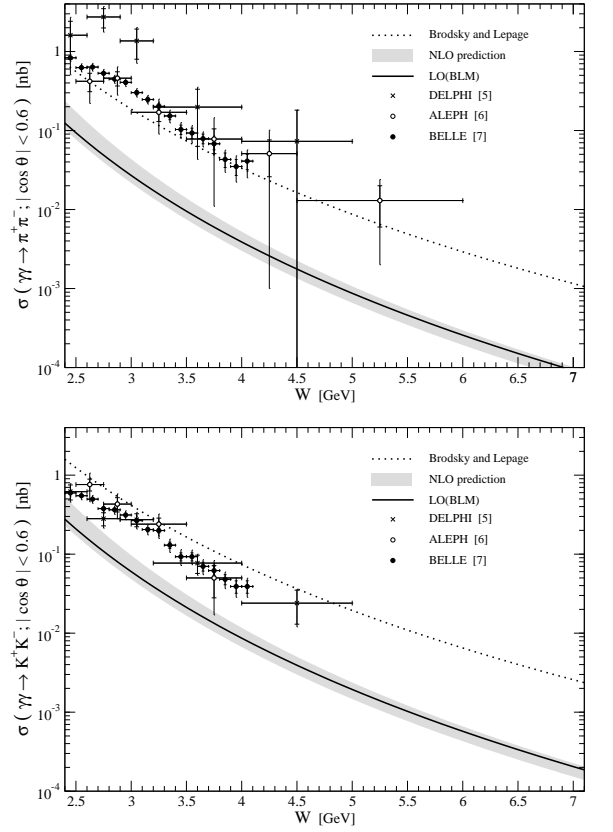 1
10⁻¹
10⁻²
10⁻³
10⁻⁴
σ ( γγ → π⁺π⁻; | cos θ | < 0.6 ) [nb]
2.5 3 3.5 4 4.5 5 5.5 6 6.5 7
W [GeV]
Brodsky and Lepage
NLO prediction
LO(BLM)
DELPHI [5]
ALEPH [6]
BELLE [7]
1
10⁻¹
10⁻²
10⁻³
10⁻⁴
σ ( γγ → K⁺K⁻; | cos θ | < 0.6 ) [nb]
2.5 3 3.5 4 4.5 5 5.5 6 6.5 7
W [GeV]
Brodsky and Lepage
NLO prediction
LO(BLM)
DELPHI [5]
ALEPH [6]
BELLE [7]